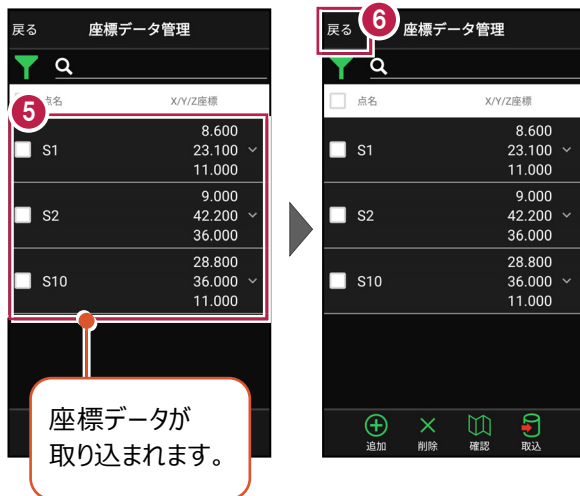 戻る 座標データ管理
5
点名 X/Y/Z座標
8.600
S1 23.100
11.000
9.000
S2 42.200
36.000
28.800
S10 36.000
11.000
座標データが
取り込まれます。
6
戻る 座標データ管理
点名 X/Y/Z座標
8.600
S1 23.100
11.000
9.000
S2 42.200
36.000
28.800
S10 36.000
11.000
追加 削除 確認 取込